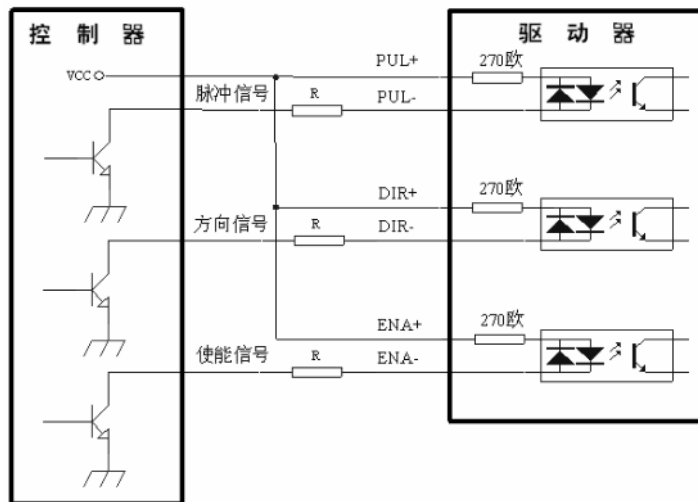 控 制 器
驱 动 器
VCC
PUL+
270欧
脉冲信号
R
PUL-
DIR+
270欧
方向信号
R
DIR-
ENA+
270欧
使能信号
R
ENA-